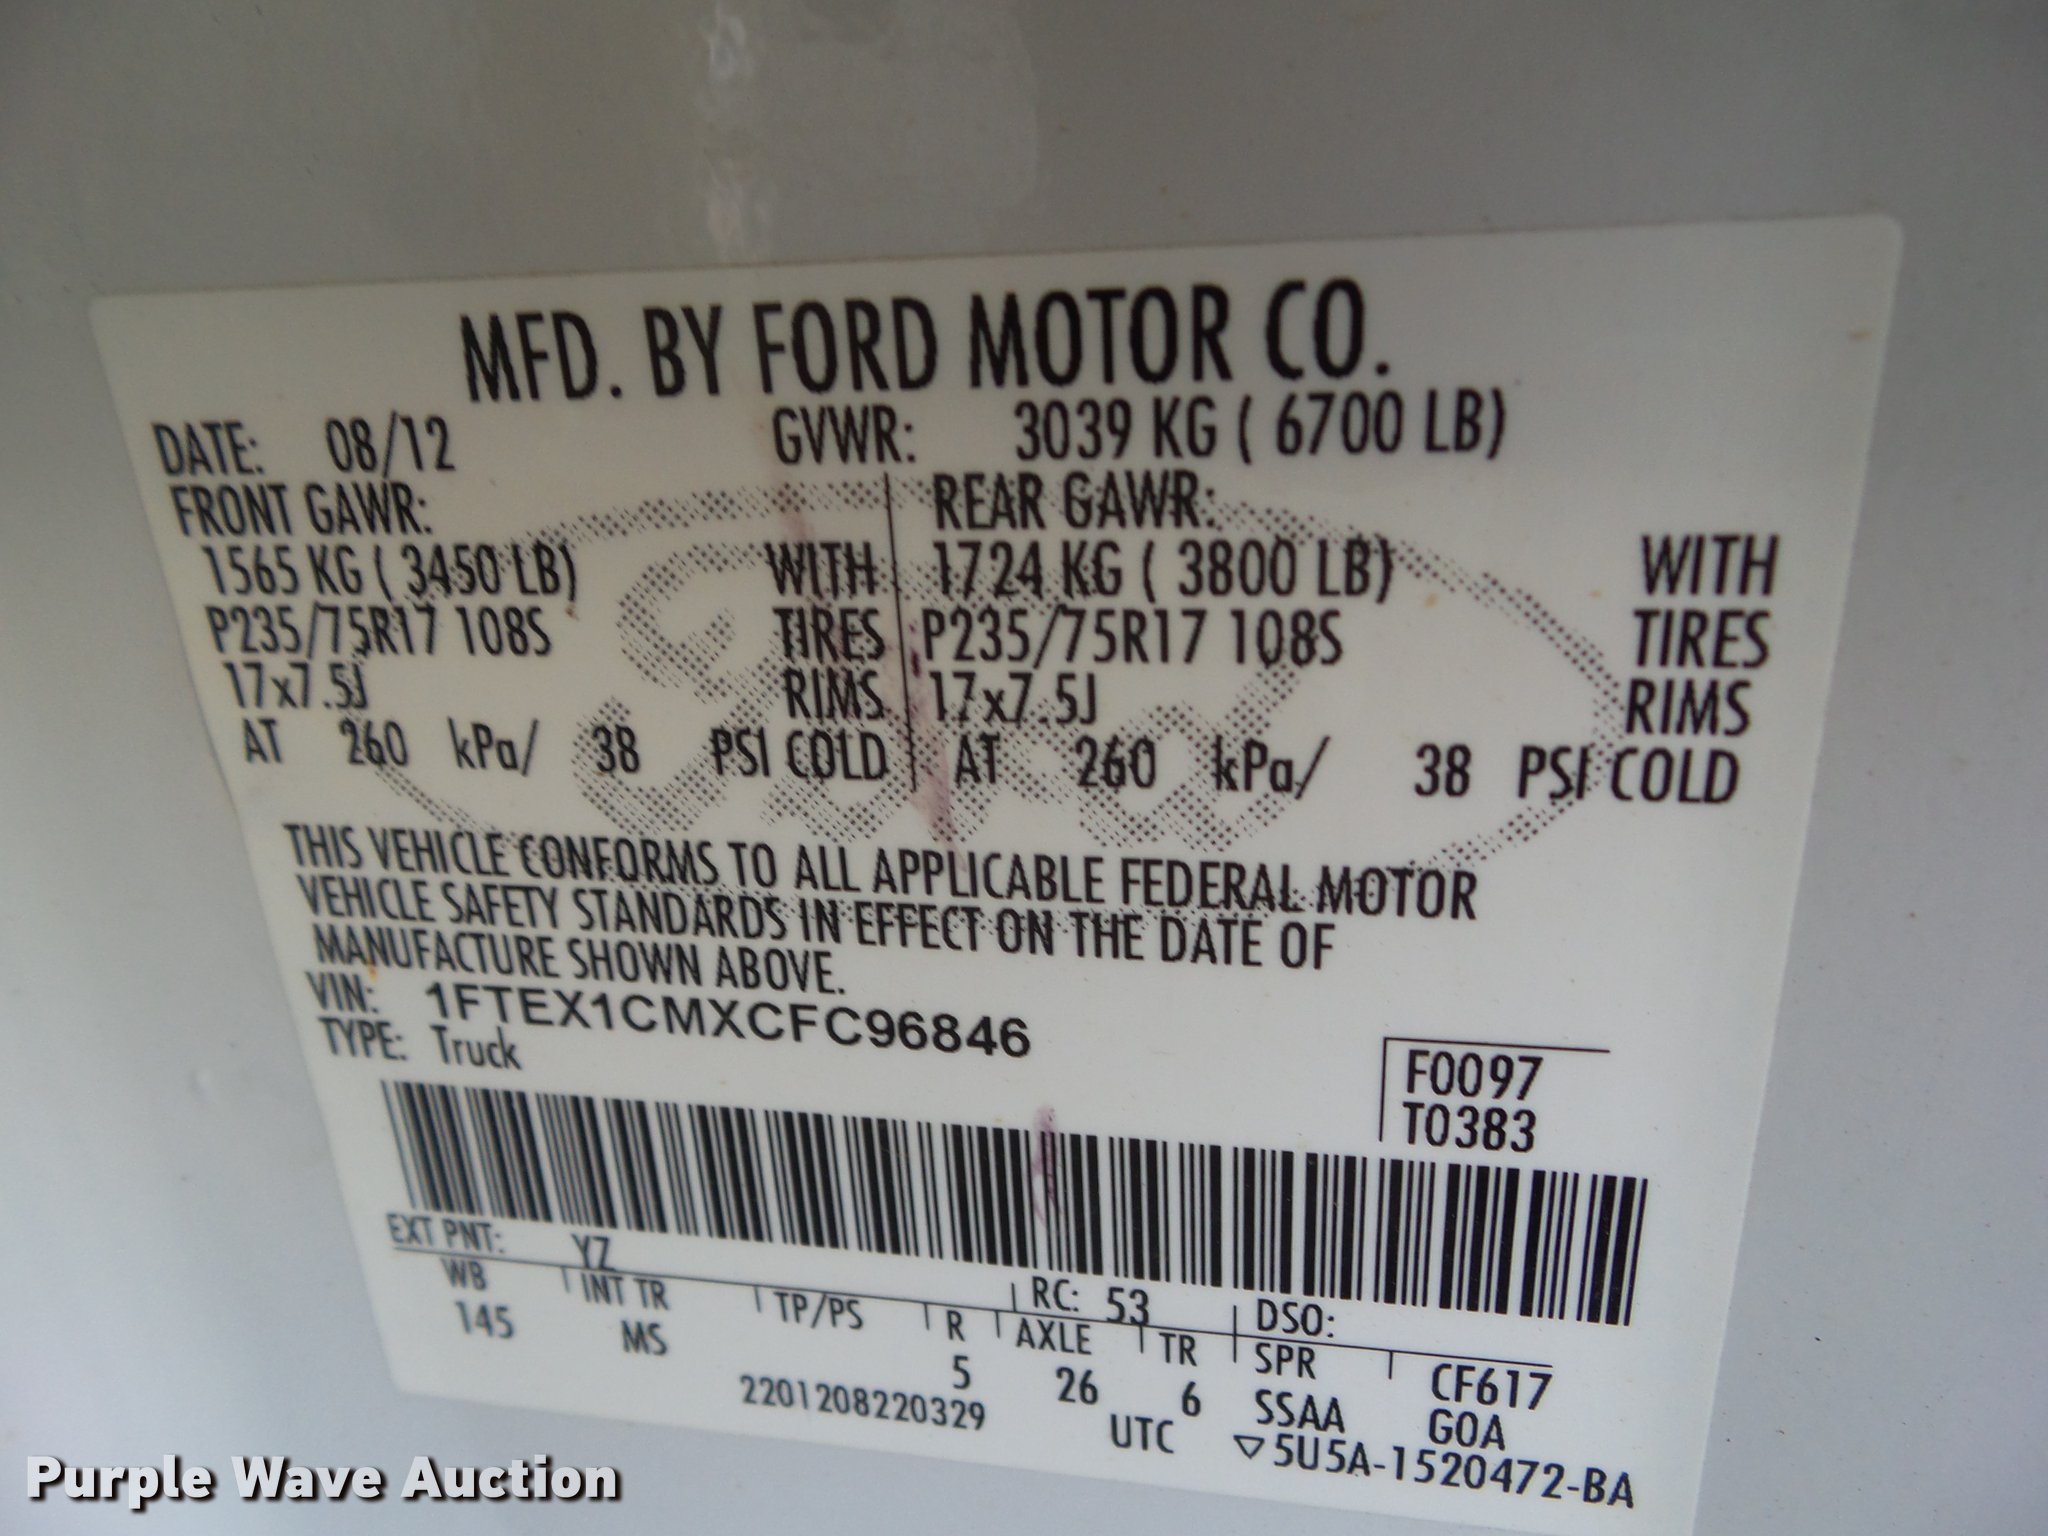 MFD. BY FORD MOTOR CO.
DATE: 08/12 GVWR: 3039 KG ( 6700 LB)
FRONT GAWR: REAR GAWR:
1565 KG ( 3450 LB) WITH 1724 KG ( 3800 LB) WITH
P235/75R17 108S TIRES P235/75R17 108S TIRES
17x7.5J RIMS 17x7.5J RIMS
AT 260 kPa/ 38 PSI COLD AT 260 kPa/ 38 PSI COLD
THIS VEHICLE CONFORMS TO ALL APPLICABLE FEDERAL MOTOR
VEHICLE SAFETY STANDARDS IN EFFECT ON THE DATE OF
MANUFACTURE SHOWN ABOVE.
VIN: 1FTEX1CMXCFC96846
TYPE: Truck
F0097
T0383
EXT PNT: YZ RC: 53 DSO:
WB INT TR TP/PS R AXLE TR SPR CF617
145 MS 5 26 6 SSAA GOA
2201208220329 UTC ▽5U5A-1520472-BA
Purple Wave Auction